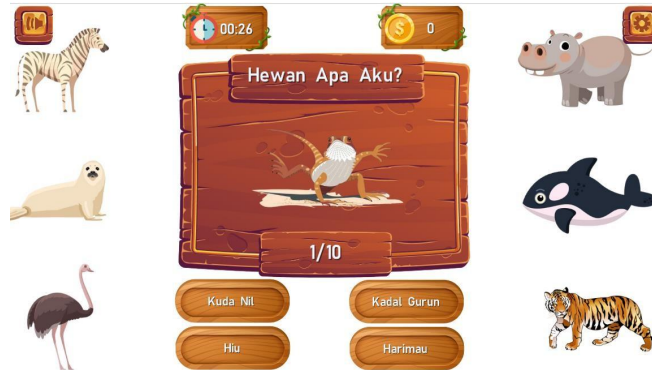 00:26
0
Hewan Apa Aku?
1/10
Kuda Nil
Kadal Gurun
Hiu
Harimau